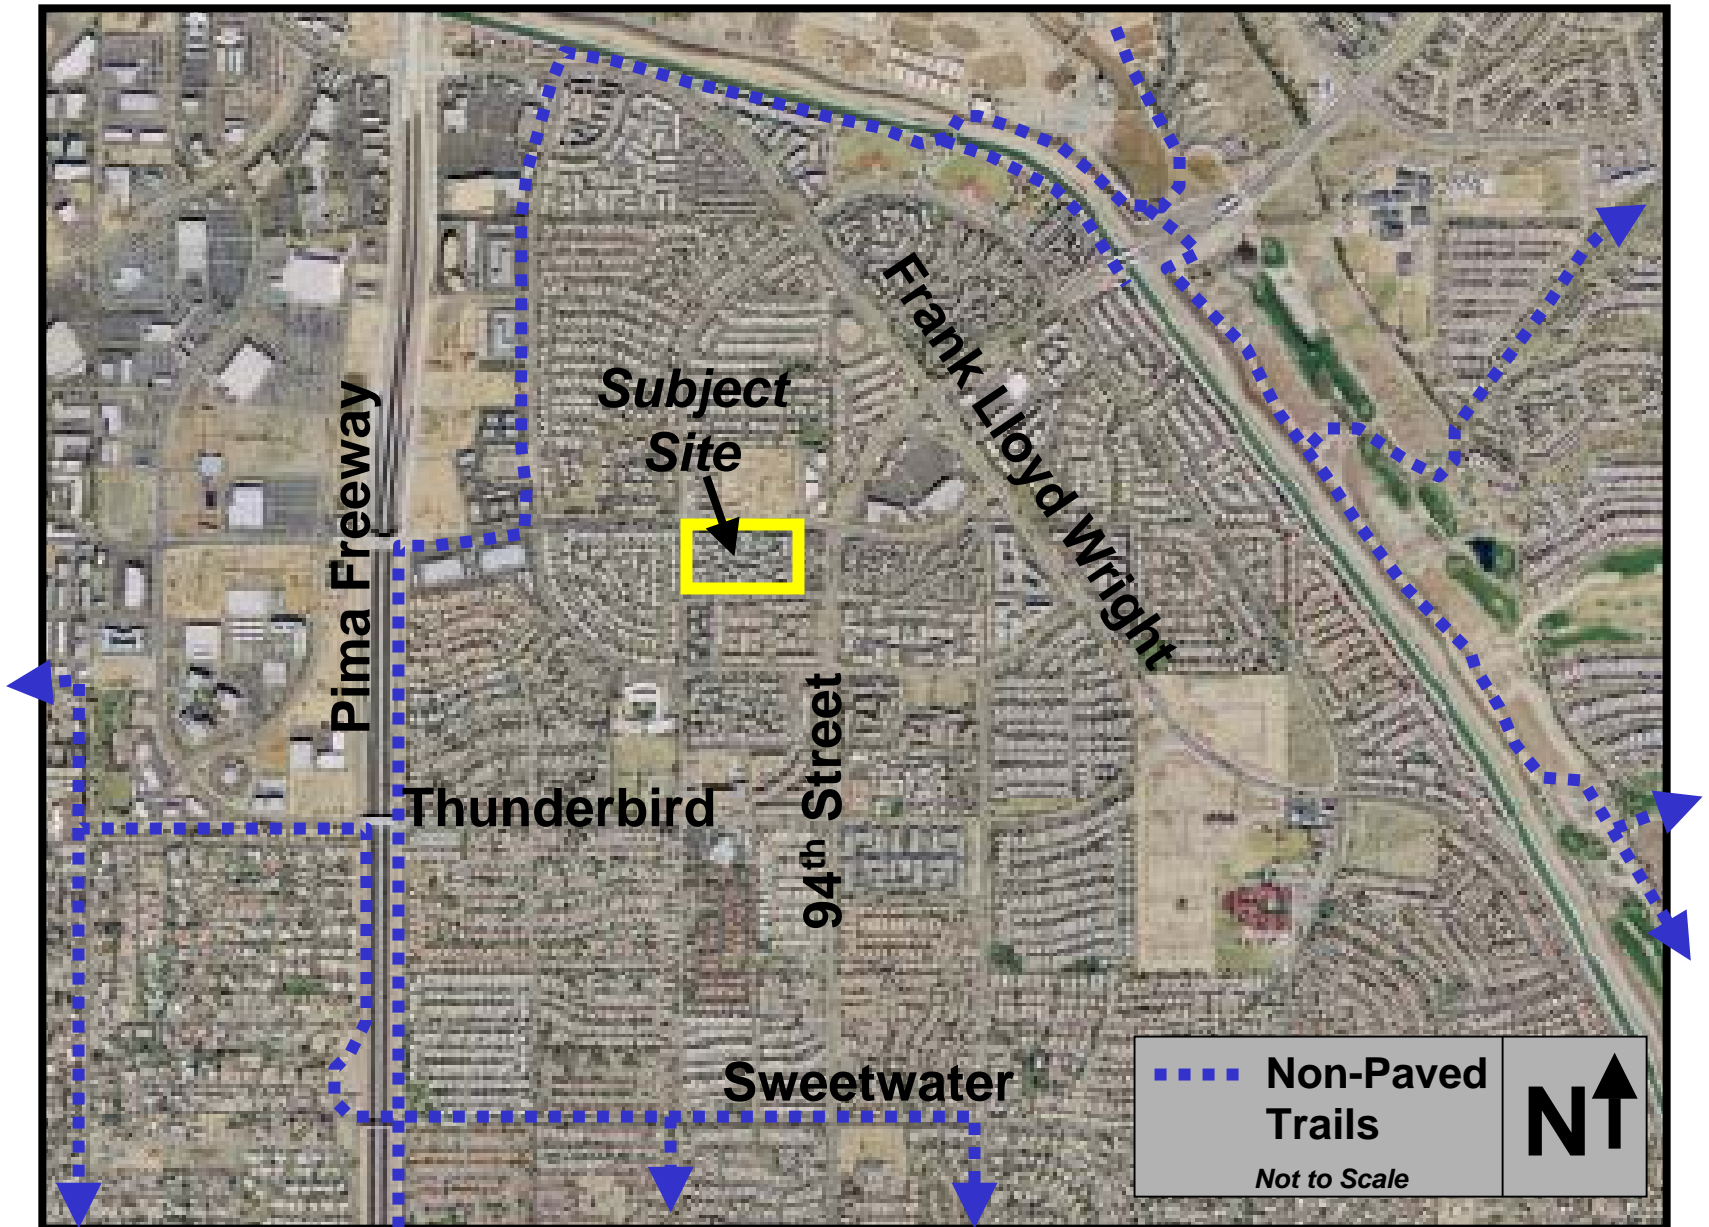 Frank Lloyd Wright
Subject
Site
Pima Freeway
Thunderbird
94th Street
Sweetwater
Non-Paved
Trails
Not to Scale
N